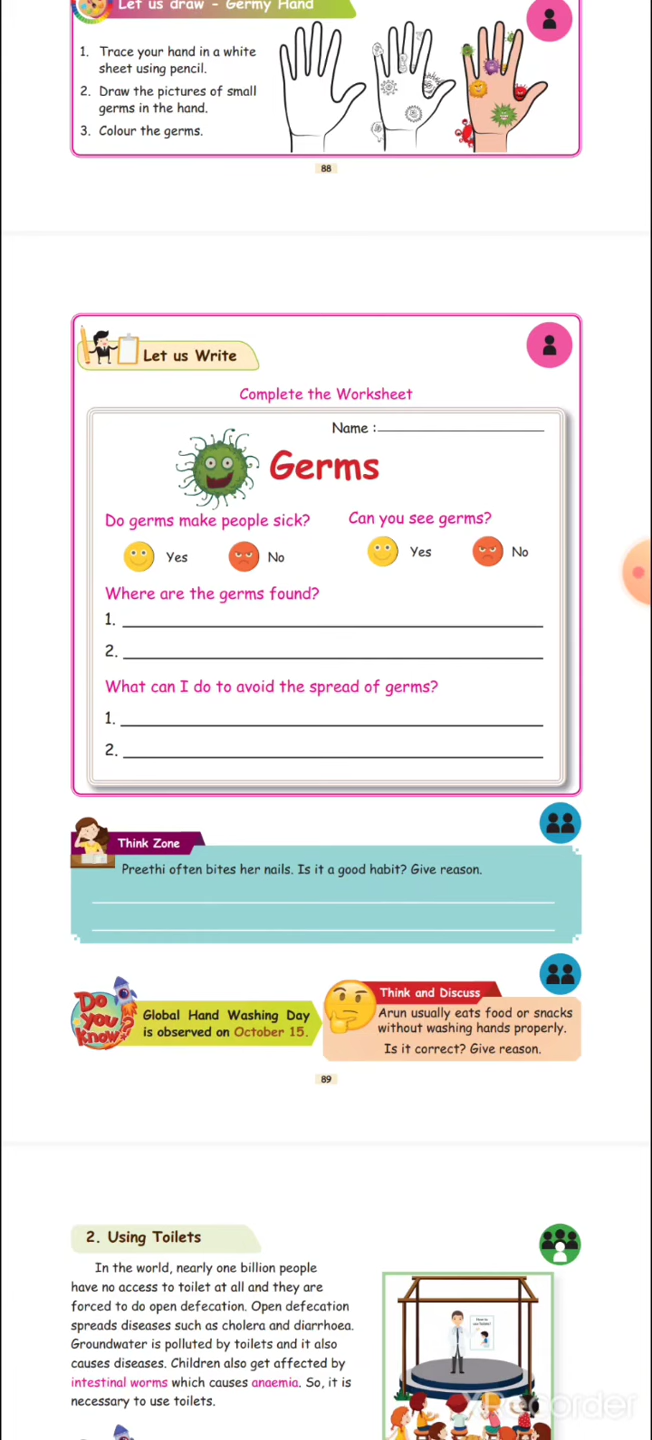 Let us draw - Germy Hand
1. Trace your hand in a white
sheet using pencil.
2. Draw the pictures of small
germs in the hand.
3. Colour the germs.
88
Let us Write
Complete the Worksheet
Name :
Germs
Do germs make people sick?
Yes
No
Can you see germs?
Yes
No
Where are the germs found?
1.
2.
What can I do to avoid the spread of germs?
1.
2.
Think Zone
Preethi often bites her nails. Is it a good habit? Give reason.
Do
you
know?
Global Hand Washing Day
is observed on October 15.
Think and Discuss
Arun usually eats food or snacks
without washing hands properly.
Is it correct? Give reason.
89
2. Using Toilets
In the world, nearly one billion people
have no access to toilet at all and they are
forced to do open defecation. Open defecation
spreads diseases such as cholera and diarrhoea.
Groundwater is polluted by toilets and it also
causes diseases. Children also get affected by
intestinal worms which causes anaemia. So, it is
necessary to use toilets.